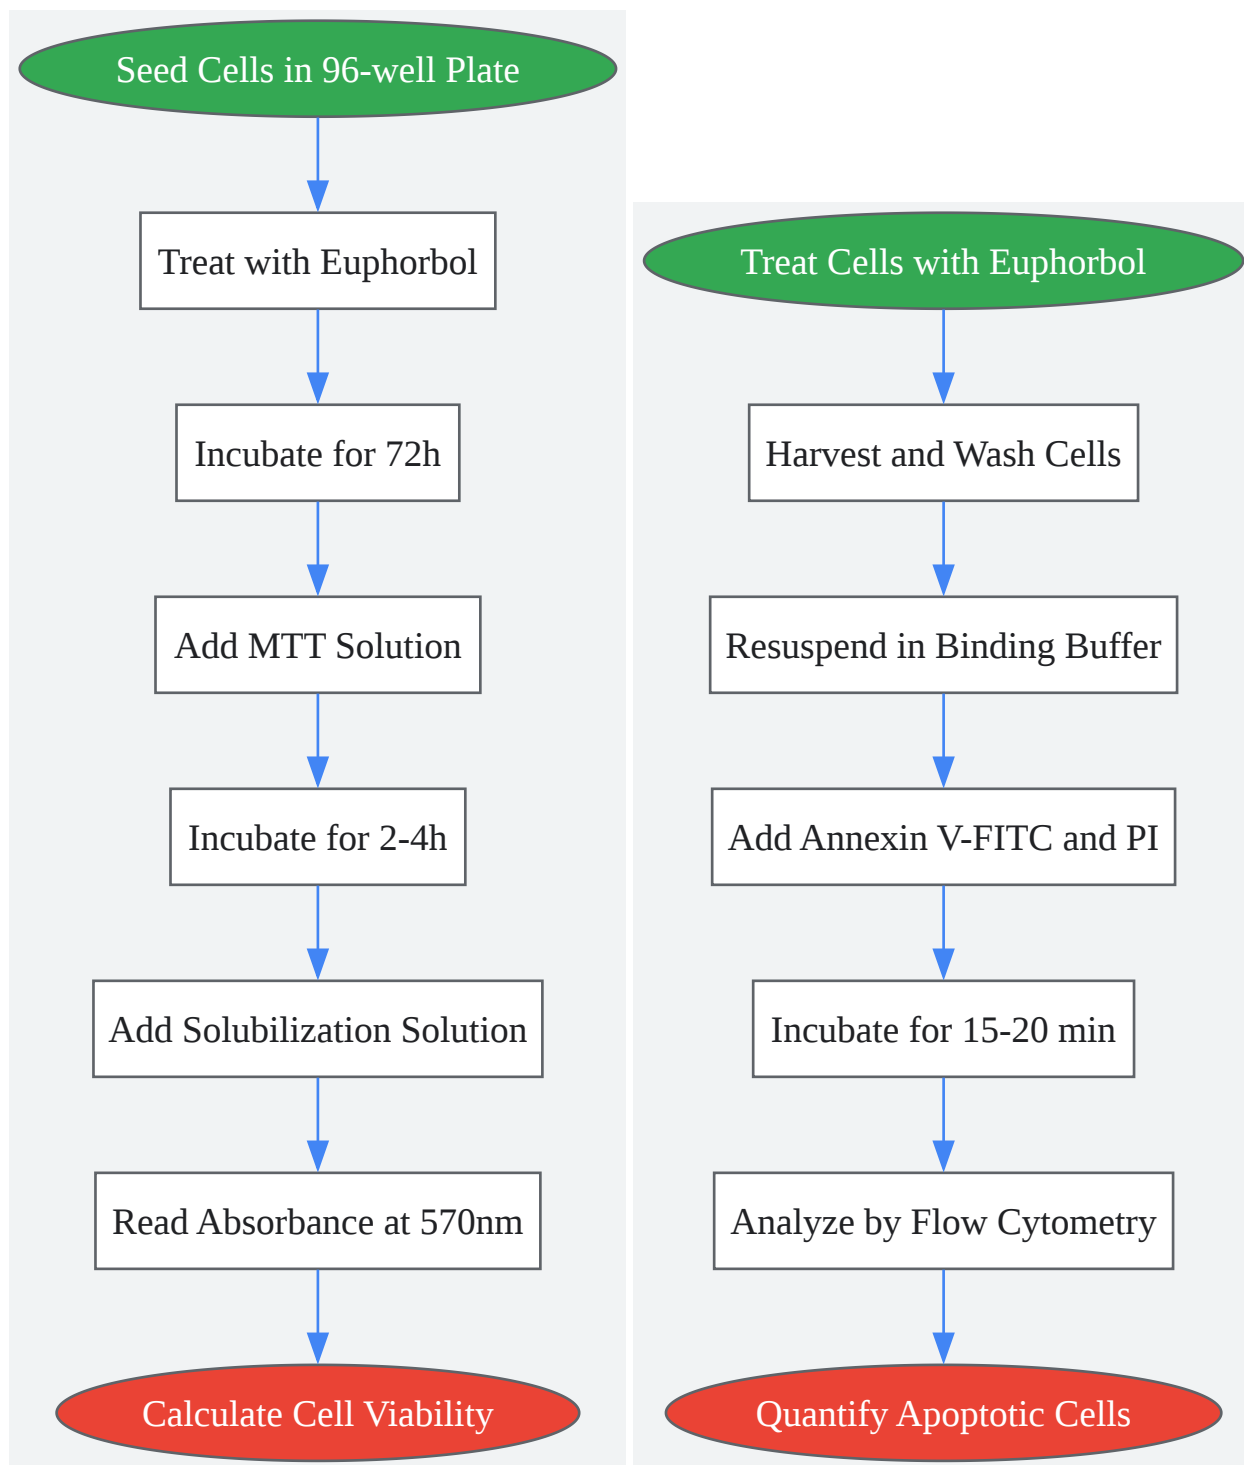 Seed Cells in 96-well Plate
Treat with Euphorbol
Incubate for 72h
Add MTT Solution
Incubate for 2-4h
Add Solubilization Solution
Read Absorbance at 570nm
Calculate Cell Viability
Treat Cells with Euphorbol
Harvest and Wash Cells
Resuspend in Binding Buffer
Add Annexin V-FITC and PI
Incubate for 15-20 min
Analyze by Flow Cytometry
Quantify Apoptotic Cells